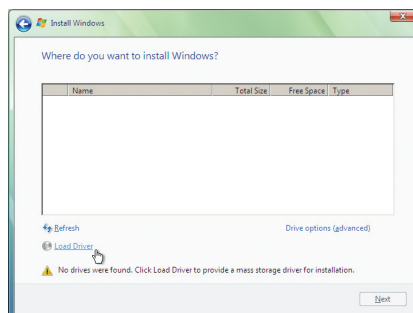 Install Windows
Where do you want to install Windows?
Name Total Size Free Space Type
Refresh Drive options (advanced)
Load Driver
No drives were found. Click Load Driver to provide a mass storage driver for installation.
Next